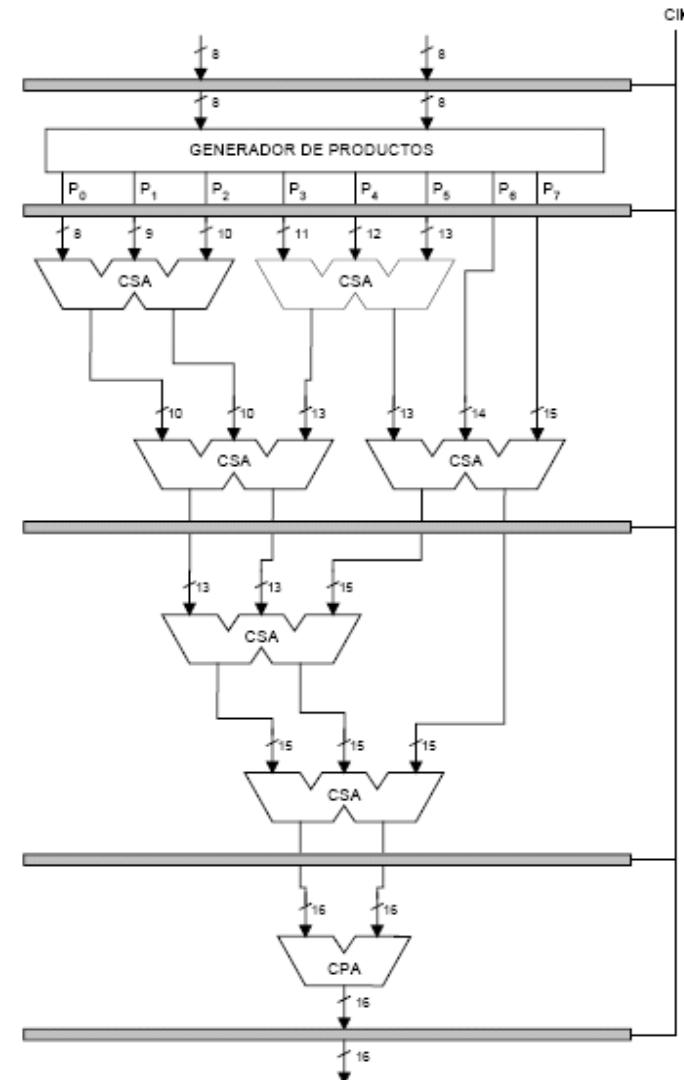 Clk
8 8
8 8
GENERADOR DE PRODUCTOS
P0 P1 P2 P3 P4 P5 P6 P7
8 9 10 11 12 13
CSA CSA
10 10 13 13 14 15
CSA CSA
13 13 15
CSA
15 15 15
CSA
16 16
CPA
16
16